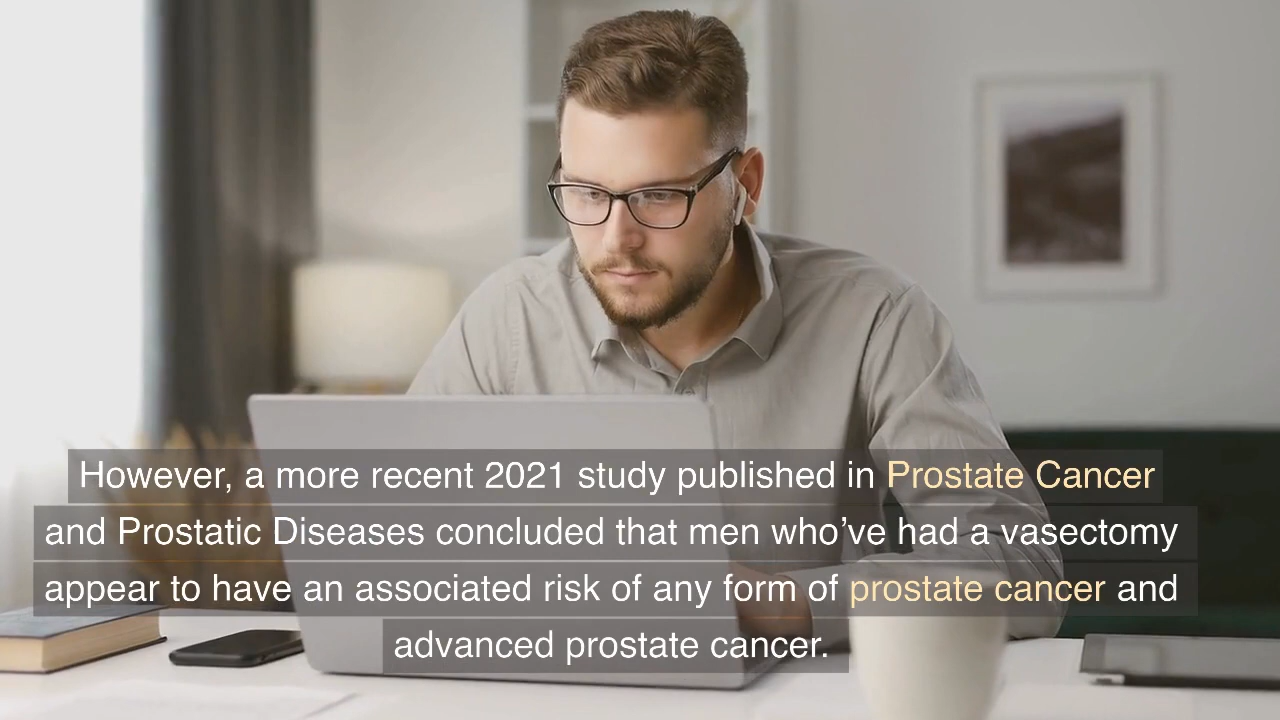 However, a more recent 2021 study published in Prostate Cancer
and Prostatic Diseases concluded that men who’ve had a vasectomy
appear to have an associated risk of any form of prostate cancer and
advanced prostate cancer.